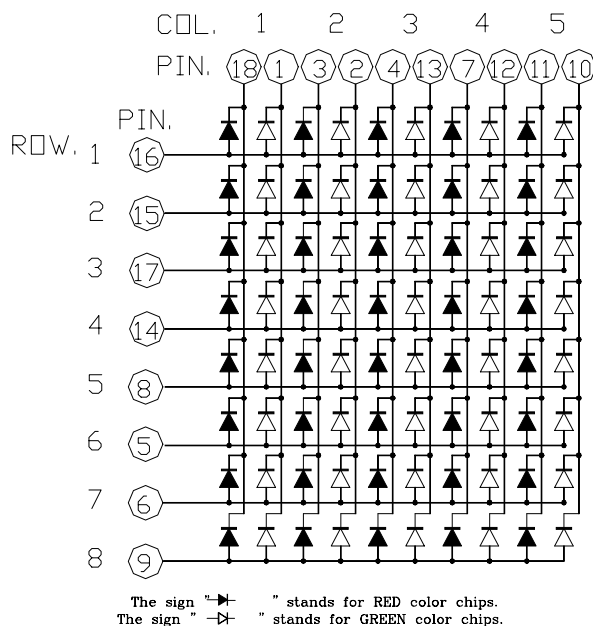 COL. 1 2 3 4 5
PIN. 18 1 3 2 4 13 7 12 11 10
PIN.
ROW. 1 16
2 15
3 17
4 14
5 8
6 5
7 6
8 9
The sign " " stands for RED color chips.
The sign " " stands for GREEN color chips.